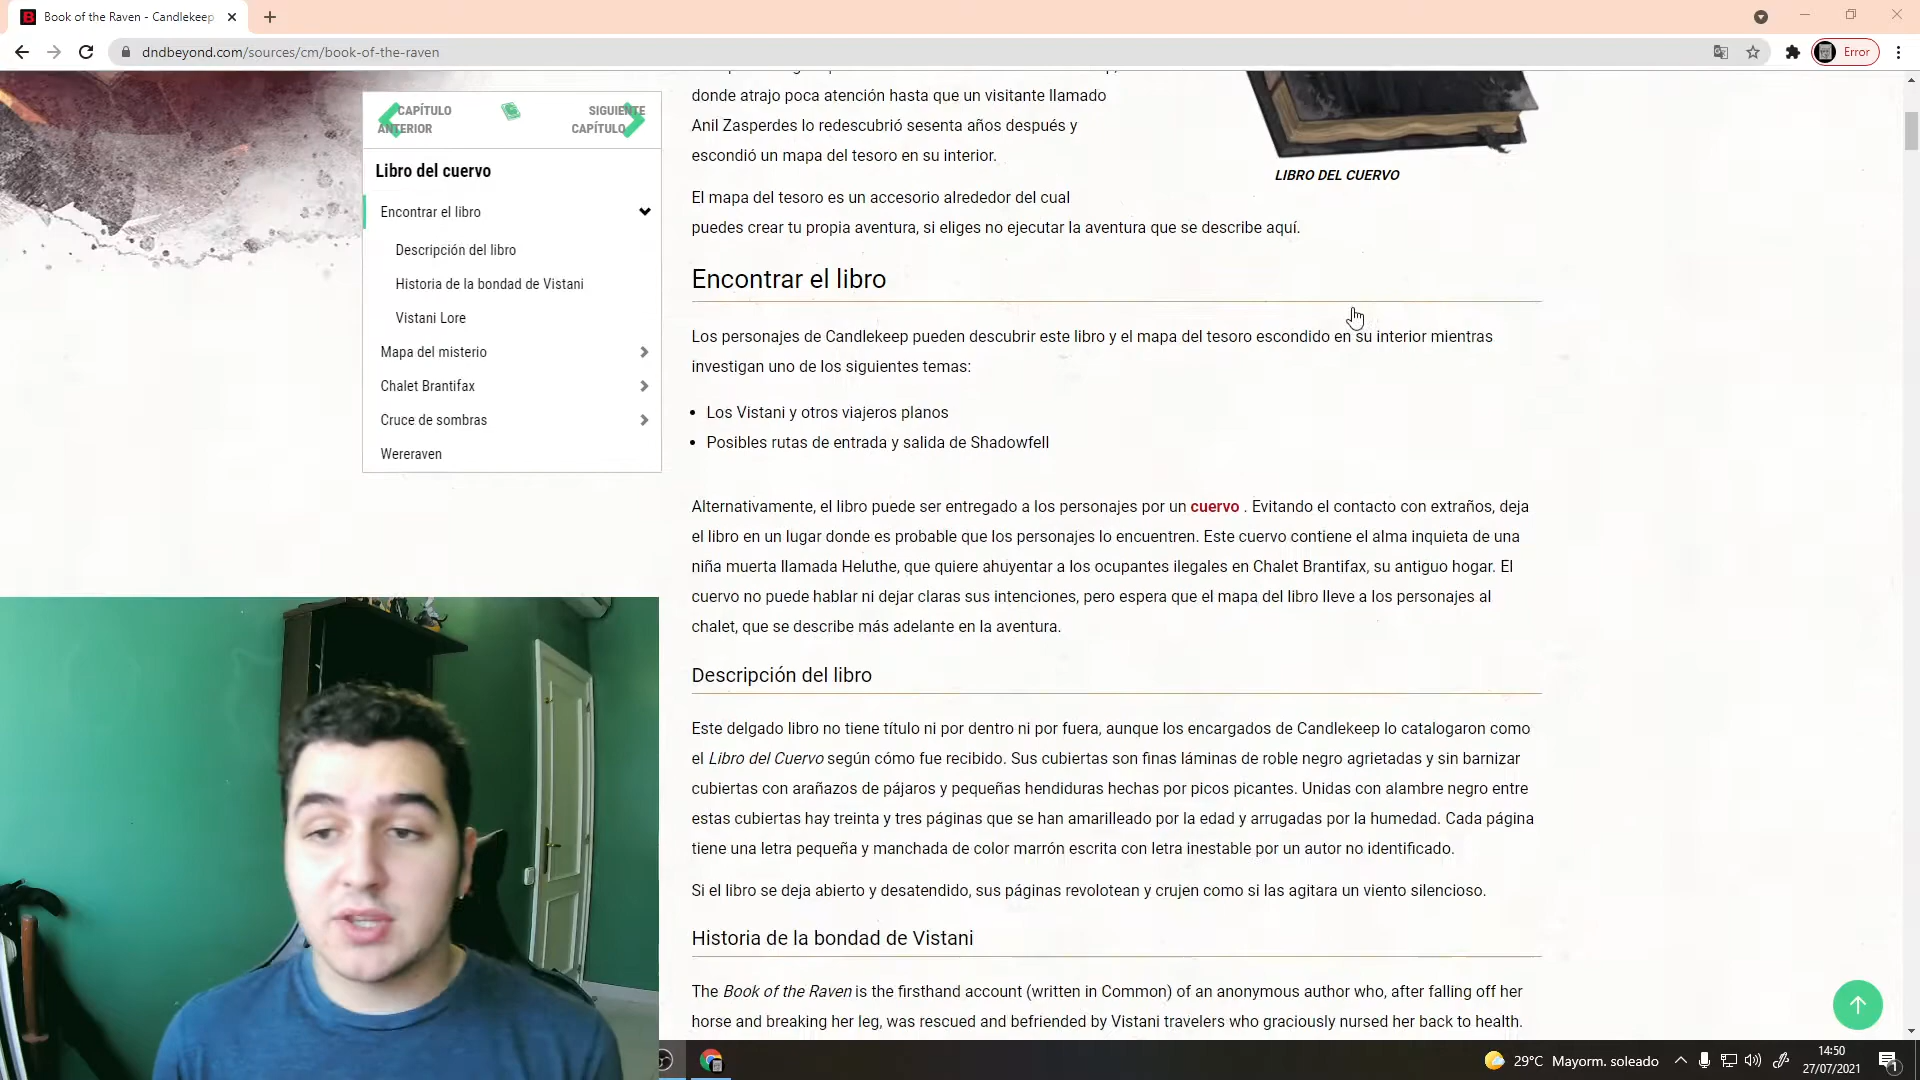 Book of the Raven - Candlekeep
dndbeyond.com/sources/cm/book-of-the-raven
Error
CAPÍTULO
ANTERIOR
SIGUIENTE
CAPÍTULO
Libro del cuervo
Encontrar el libro
Descripción del libro
Historia de la bondad de Vistani
Vistani Lore
Mapa del misterio
Chalet Brantifax
Cruce de sombras
Wereraven
donde atrajo poca atención hasta que un visitante llamado
Anil Zasperdes lo redescubrió sesenta años después y
escondió un mapa del tesoro en su interior.
LIBRO DEL CUERVO
El mapa del tesoro es un accesorio alrededor del cual
puedes crear tu propia aventura, si eliges no ejecutar la aventura que se describe aquí.
Encontrar el libro
Los personajes de Candlekeep pueden descubrir este libro y el mapa del tesoro escondido en su interior mientras
investigan uno de los siguientes temas:
• Los Vistani y otros viajeros planos
• Posibles rutas de entrada y salida de Shadowfell
Alternativamente, el libro puede ser entregado a los personajes por un cuervo . Evitando el contacto con extraños, deja
el libro en un lugar donde es probable que los personajes lo encuentren. Este cuervo contiene el alma inquieta de una
niña muerta llamada Heluthe, que quiere ahuyentar a los ocupantes ilegales en Chalet Brantifax, su antiguo hogar. El
cuervo no puede hablar ni dejar claras sus intenciones, pero espera que el mapa del libro lleve a los personajes al
chalet, que se describe más adelante en la aventura.
Descripción del libro
Este delgado libro no tiene título ni por dentro ni por fuera, aunque los encargados de Candlekeep lo catalogaron como
el Libro del Cuervo según cómo fue recibido. Sus cubiertas son finas láminas de roble negro agrietadas y sin barnizar
cubiertas con arañazos de pájaros y pequeñas hendiduras hechas por picos picantes. Unidas con alambre negro entre
estas cubiertas hay treinta y tres páginas que se han amarilleado por la edad y arrugadas por la humedad. Cada página
tiene una letra pequeña y manchada de color marrón escrita con letra inestable por un autor no identificado.
Si el libro se deja abierto y desatendido, sus páginas revolotean y crujen como si las agitara un viento silencioso.
Historia de la bondad de Vistani
The Book of the Raven is the firsthand account (written in Common) of an anonymous author who, after falling off her
horse and breaking her leg, was rescued and befriended by Vistani travelers who graciously nursed her back to health.
29°C Mayorm. soleado
14:50
27/07/2021
1